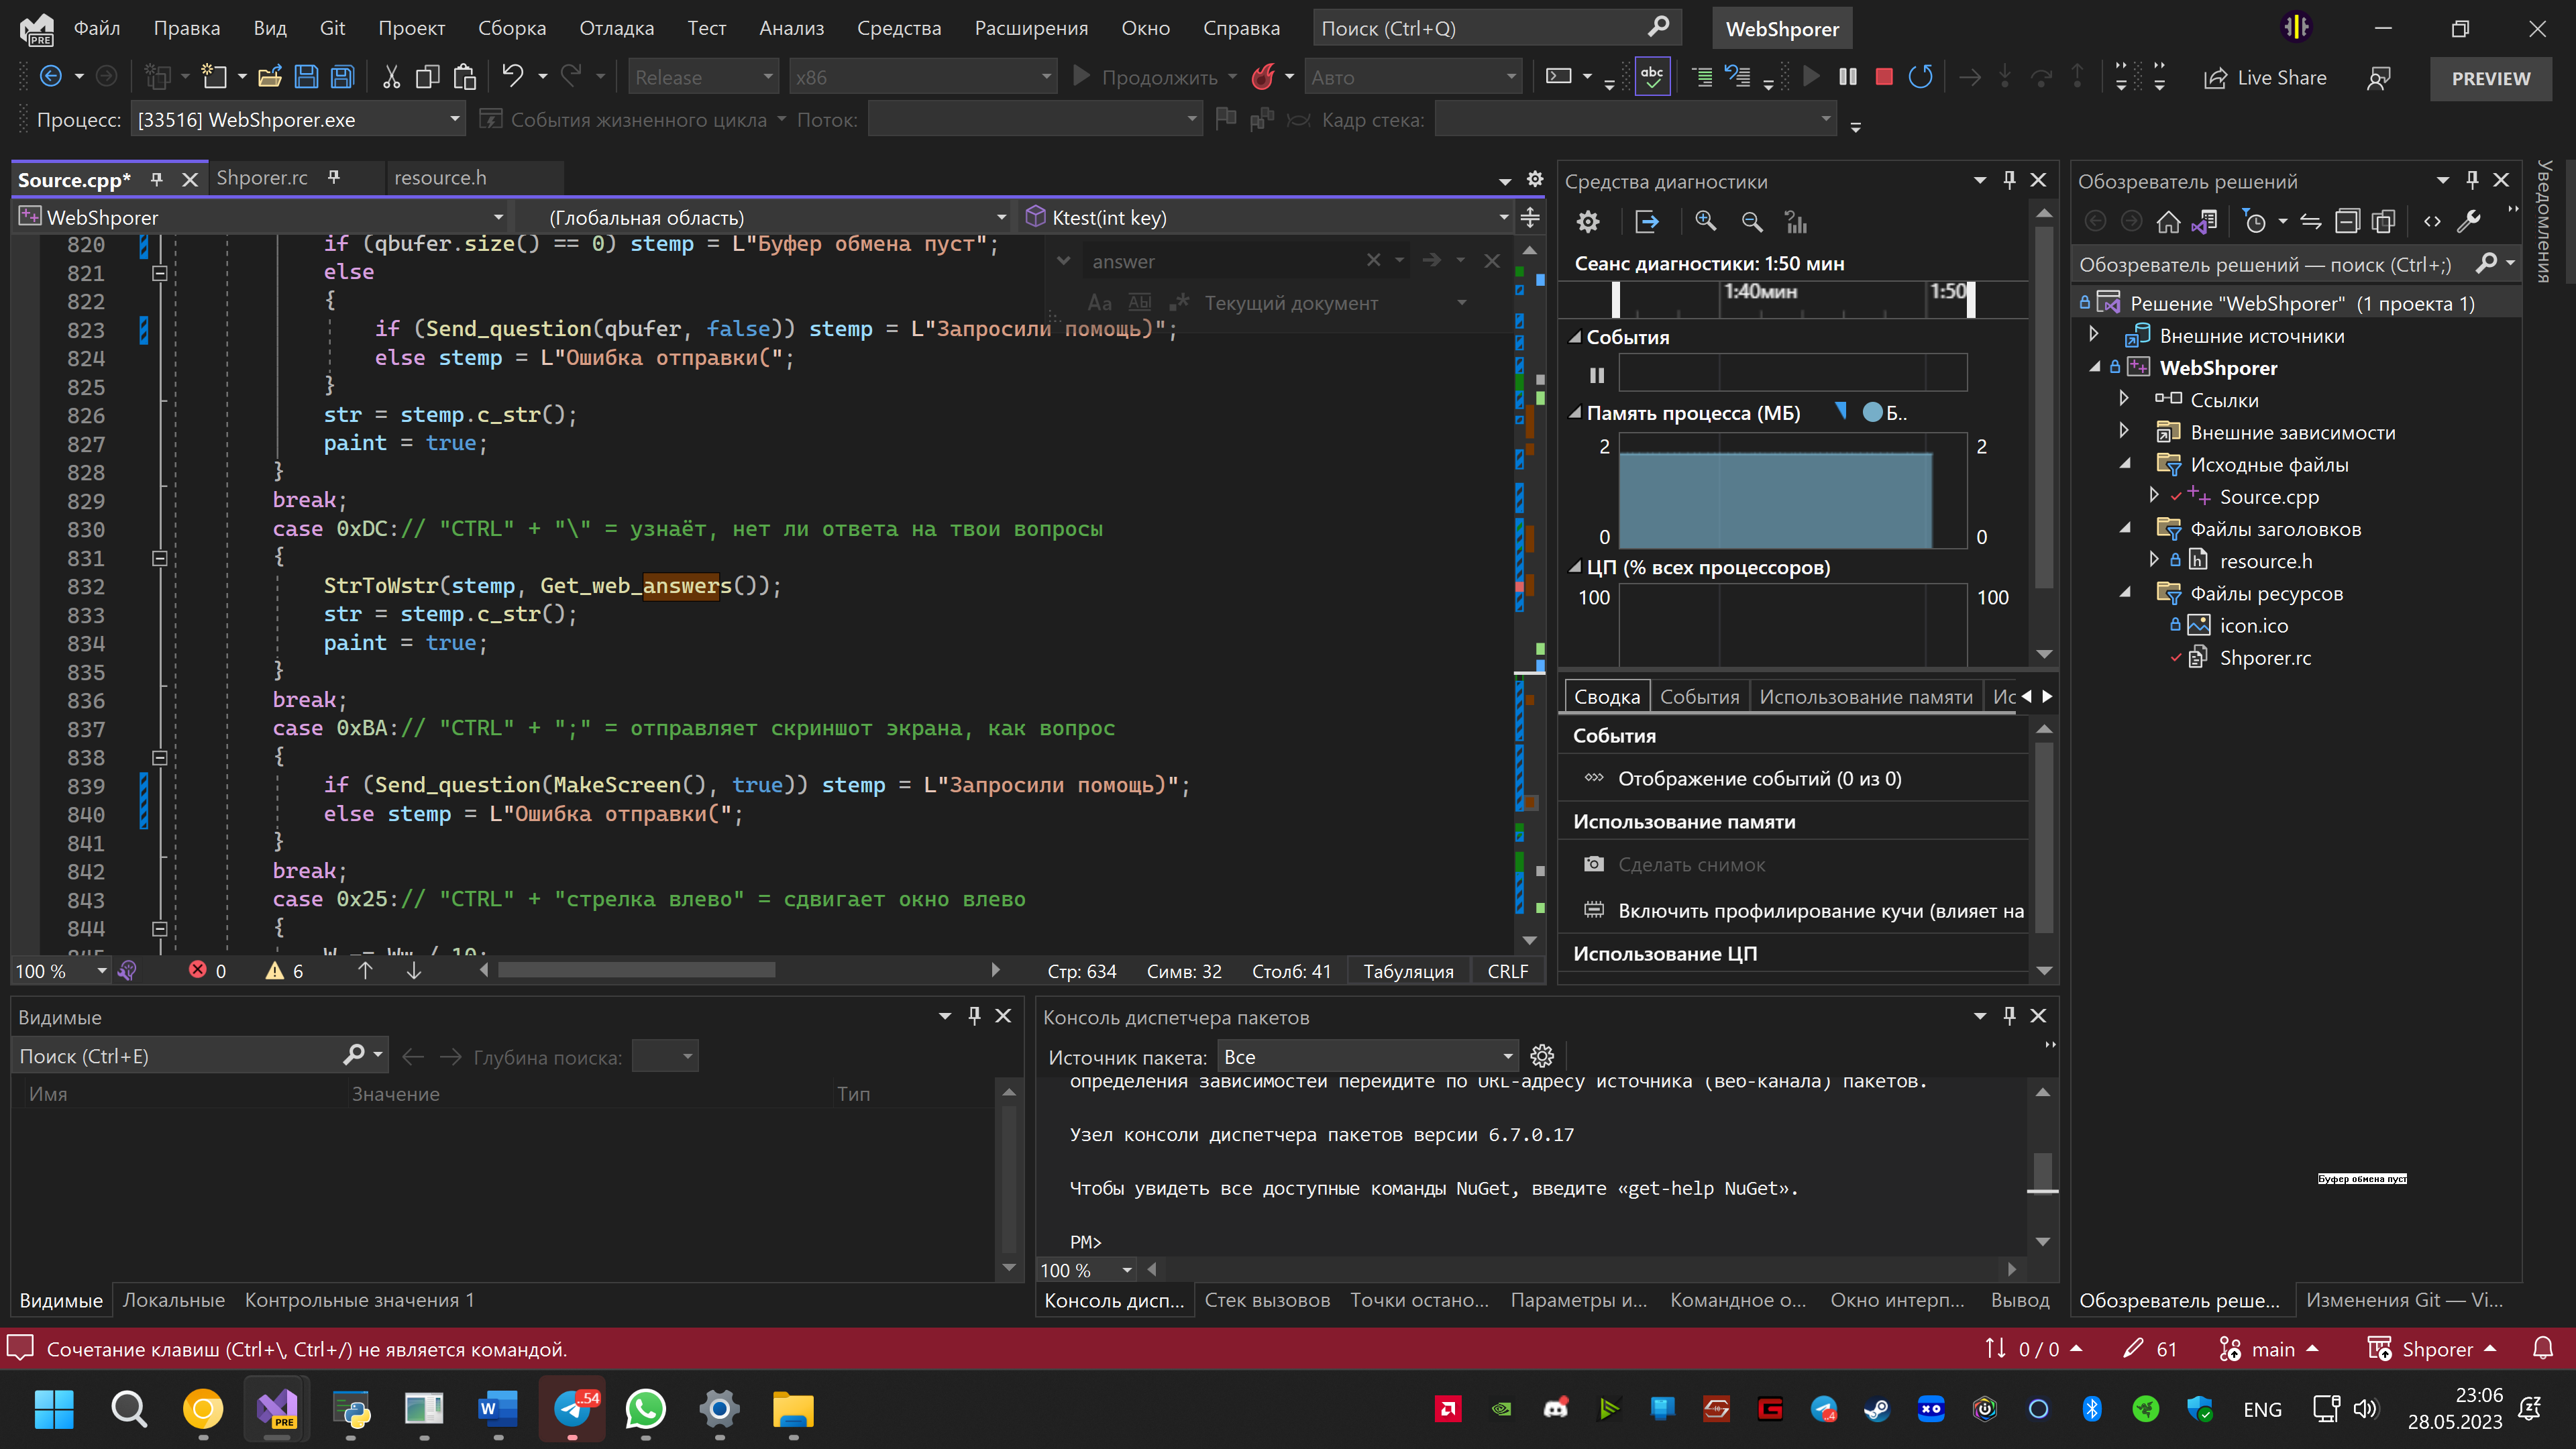 Файл Правка Вид Git Проект Сборка Отладка Тест Анализ Средства Расширения Окно Справка Поиск (Ctrl+Q) WebShporer
PRE
Release x86 Продолжить Авто abc Live Share PREVIEW
Процесс: [33516] WebShporer.exe События жизненного цикла Поток: Кадр стека:
Source.cpp* Shporer.rc resource.h
WebShporer (Глобальная область) Ktest(int key)
answer
Aa Ab .* Текущий документ
820 if (qbufer.size() == 0) stemp = L"Буфер обмена пуст";
821 else
822 {
823 if (Send_question(qbufer, false)) stemp = L"Запросили помощь)";
824 else stemp = L"Ошибка отправки(";
825 }
826 str = stemp.c_str();
827 paint = true;
828 }
829 break;
830 case 0xDC:// "CTRL" + "\" = узнаёт, нет ли ответа на твои вопросы
831 {
832 StrToWstr(stemp, Get_web_answers());
833 str = stemp.c_str();
834 paint = true;
835 }
836 break;
837 case 0xBA:// "CTRL" + ";" = отправляет скриншот экрана, как вопрос
838 {
839 if (Send_question(MakeScreen(), true)) stemp = L"Запросили помощь)";
840 else stemp = L"Ошибка отправки(";
841 }
842 break;
843 case 0x25:// "CTRL" + "стрелка влево" = сдвигает окно влево
844 {
100 % 0 6 Стр: 634 Симв: 32 Столб: 41 Табуляция CRLF
Средства диагностики
Сеанс диагностики: 1:50 мин
1:40мин 1:50
События
Память процесса (МБ) Б..
2 2
0 0
ЦП (% всех процессоров)
100 100
Сводка События Использование памяти Ис
События
Отображение событий (0 из 0)
Использование памяти
Сделать снимок
Включить профилирование кучи (влияет на
Использование ЦП
Обозреватель решений
Обозреватель решений — поиск (Ctrl+;)
Решение "WebShporer" (1 проекта 1)
Внешние источники
WebShporer
Ссылки
Внешние зависимости
Исходные файлы
Source.cpp
Файлы заголовков
resource.h
Файлы ресурсов
icon.ico
Shporer.rc
Буфер обмена пуст
Обозреватель реше... Изменения Git — Vi...
Уведомления
Видимые
Поиск (Ctrl+E) Глубина поиска:
Имя Значение Тип
Видимые Локальные Контрольные значения 1
Консоль диспетчера пакетов
Источник пакета: Все
определения зависимостей перейдите по URL-адресу источника (веб-канала) пакетов.
Узел консоли диспетчера пакетов версии 6.7.0.17
Чтобы увидеть все доступные команды NuGet, введите «get-help NuGet».
PM>
100 %
Консоль дисп... Стек вызовов Точки остано... Параметры и... Командное о... Окно интерп... Вывод
Сочетание клавиш (Ctrl+\, Ctrl+/) не является командой. 0 / 0 61 main Shporer
PRE 54 ENG 23:06
28.05.2023